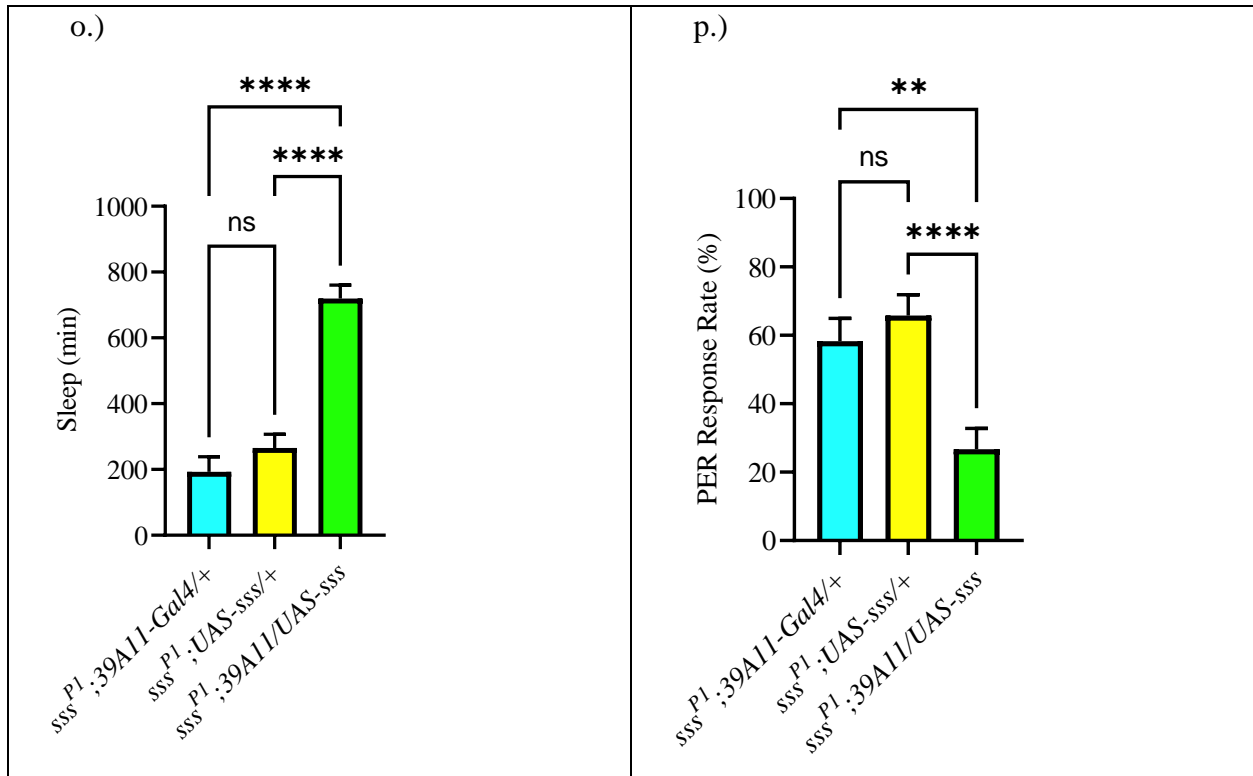 o.)
****
****
ns
1000
800
600
400
200
0
Sleep (min)
sss^P1;39A11-Gal4/+
sss^P1;UAS-sss/+
sss^P1;39A11/UAS-sss
p.)
**
ns
****
100
80
60
40
20
0
PER Response Rate (%)
sss^P1;39A11-Gal4/+
sss^P1;UAS-sss/+
sss^P1;39A11/UAS-sss